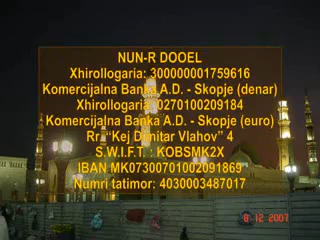 NUN-R DOOEL
Xhirollogaria: 300000001759616
Komercijalna Banka A.D. - Skopje (denar)
Xhirollogaria: 0270100209184
Komercijalna Banka A.D. - Skopje (euro)
Rr. "Kej Dimitar Vlahov" 4
S.W.I.F.T. : KOBSMK2X
IBAN MK07300701002091869
Numri tatimor: 4030003487017
8 12 2007